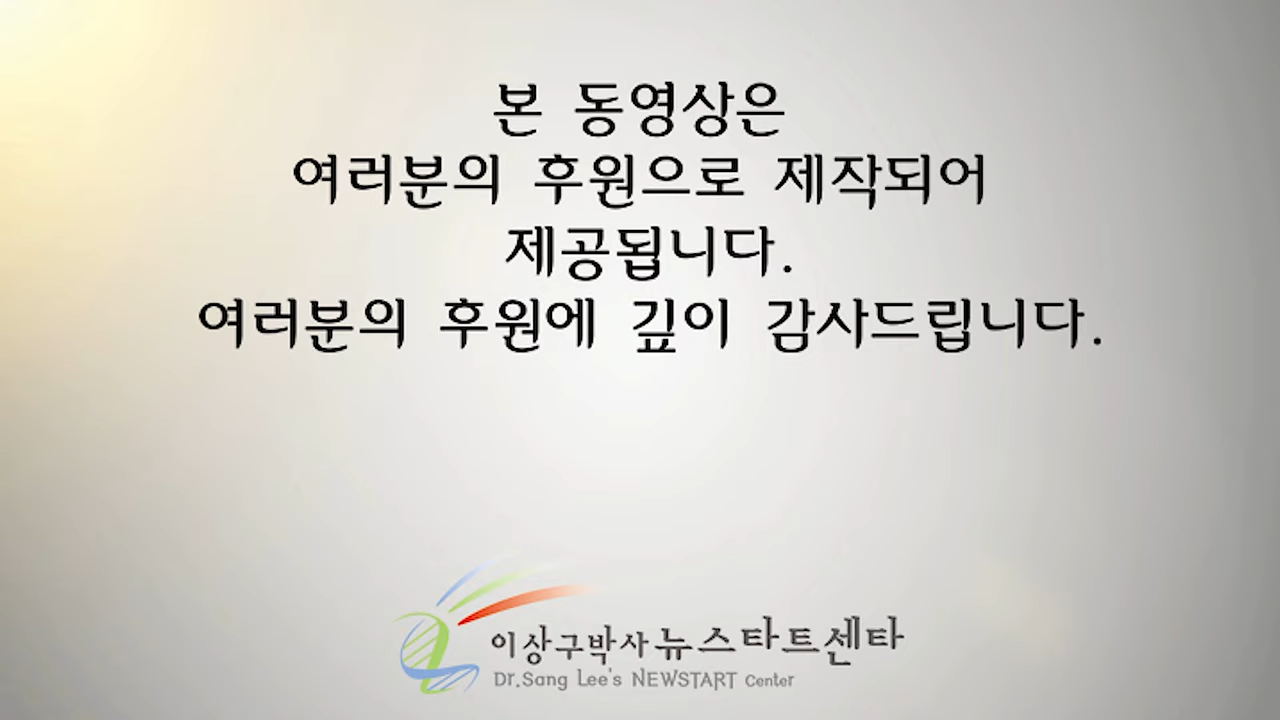 본 동영상은
여러분의 후원으로 제작되어
제공됩니다.
여러분의 후원에 깊이 감사드립니다.
이상구박사 뉴스타트센타
Dr.Sang Lee's NEWSTART Center